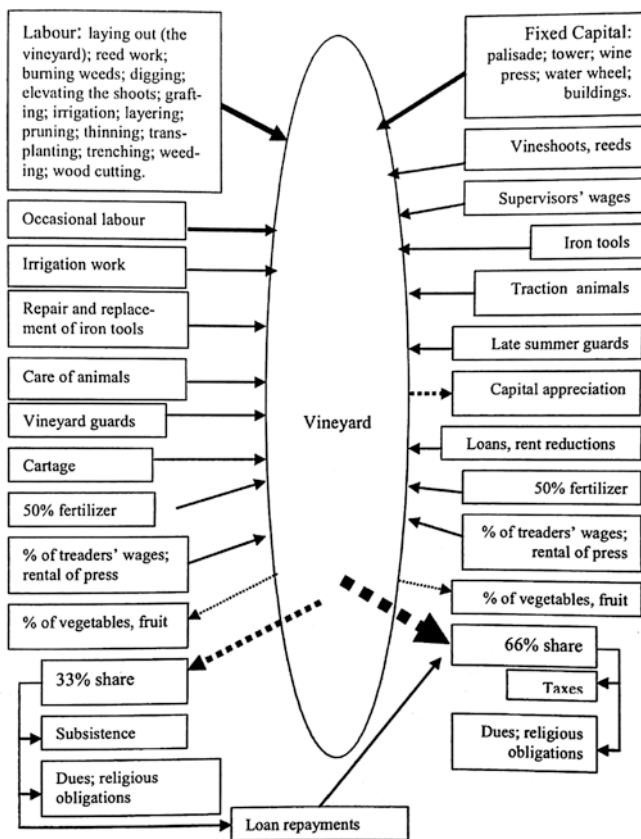 Labour: laying out (the
vineyard); reed work;
burning weeds; digging;
elevating the shoots; graft-
ing; irrigation; layering;
pruning; thinning; trans-
planting; trenching; weed-
ing; wood cutting.
Occasional labour
Irrigation work
Repair and replace-
ment of iron tools
Care of animals
Vineyard guards
Cartage
50% fertilizer
% of treaders' wages;
rental of press
% of vegetables, fruit
33% share
Subsistence
Dues; religious
obligations
Loan repayments
Vineyard
Fixed Capital:
palisade; tower; wine
press; water wheel;
buildings.
Vineshoots, reeds
Supervisors' wages
Iron tools
Traction animals
Late summer guards
Capital appreciation
Loans, rent reductions
50% fertilizer
% of treaders' wages;
rental of press
% of vegetables, fruit
66% share
Taxes
Dues; religious
obligations